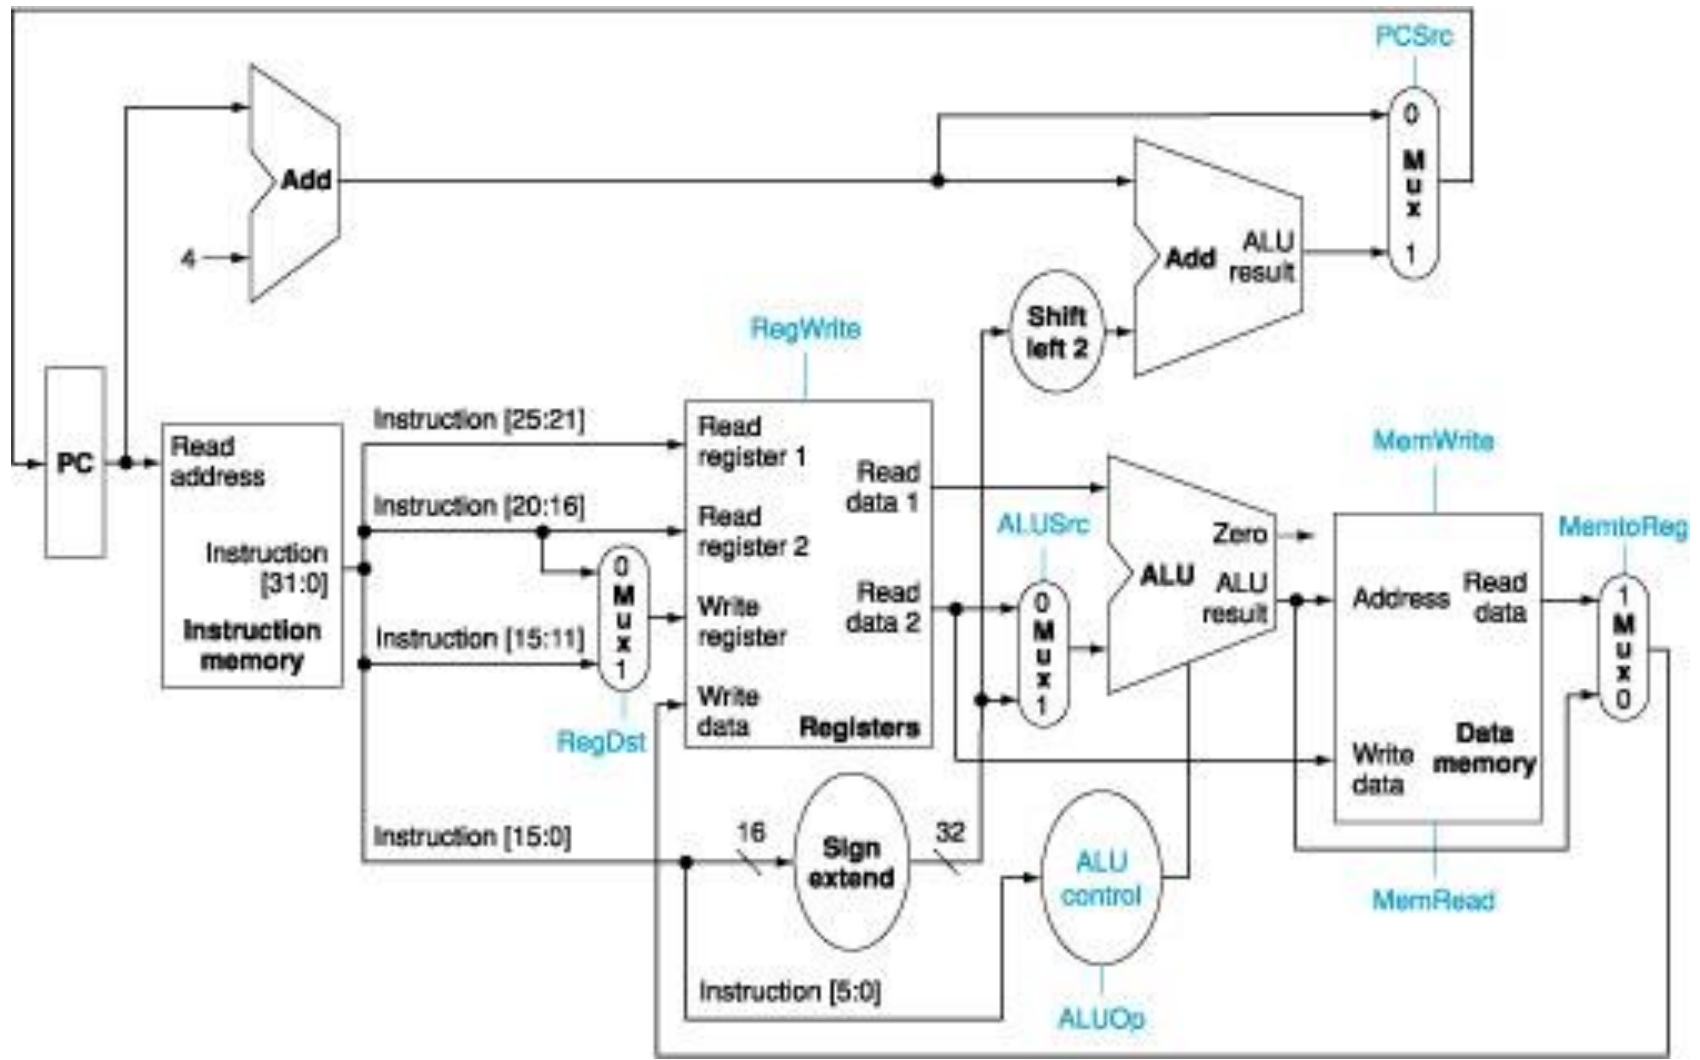 PCSrc
0
M
u
x
1
Add
4
Add
ALU
result
Shift
left 2
RegWrite
PC
Read
address
Instruction
[31:0]
Instruction
memory
Instruction [25:21]
Instruction [20:16]
Instruction [15:11]
Instruction [15:0]
0
M
u
x
1
RegDst
Read
register 1
Read
register 2
Write
register
Write
data
Read
data 1
Read
data 2
Registers
ALUSrc
0
M
u
x
1
ALU
Zero
ALU
result
MemWrite
Address
Read
data
Write
data
Data
memory
MemRead
MemtoReg
1
M
u
x
0
16
Sign
extend
32
ALU
control
Instruction [5:0]
ALUOp